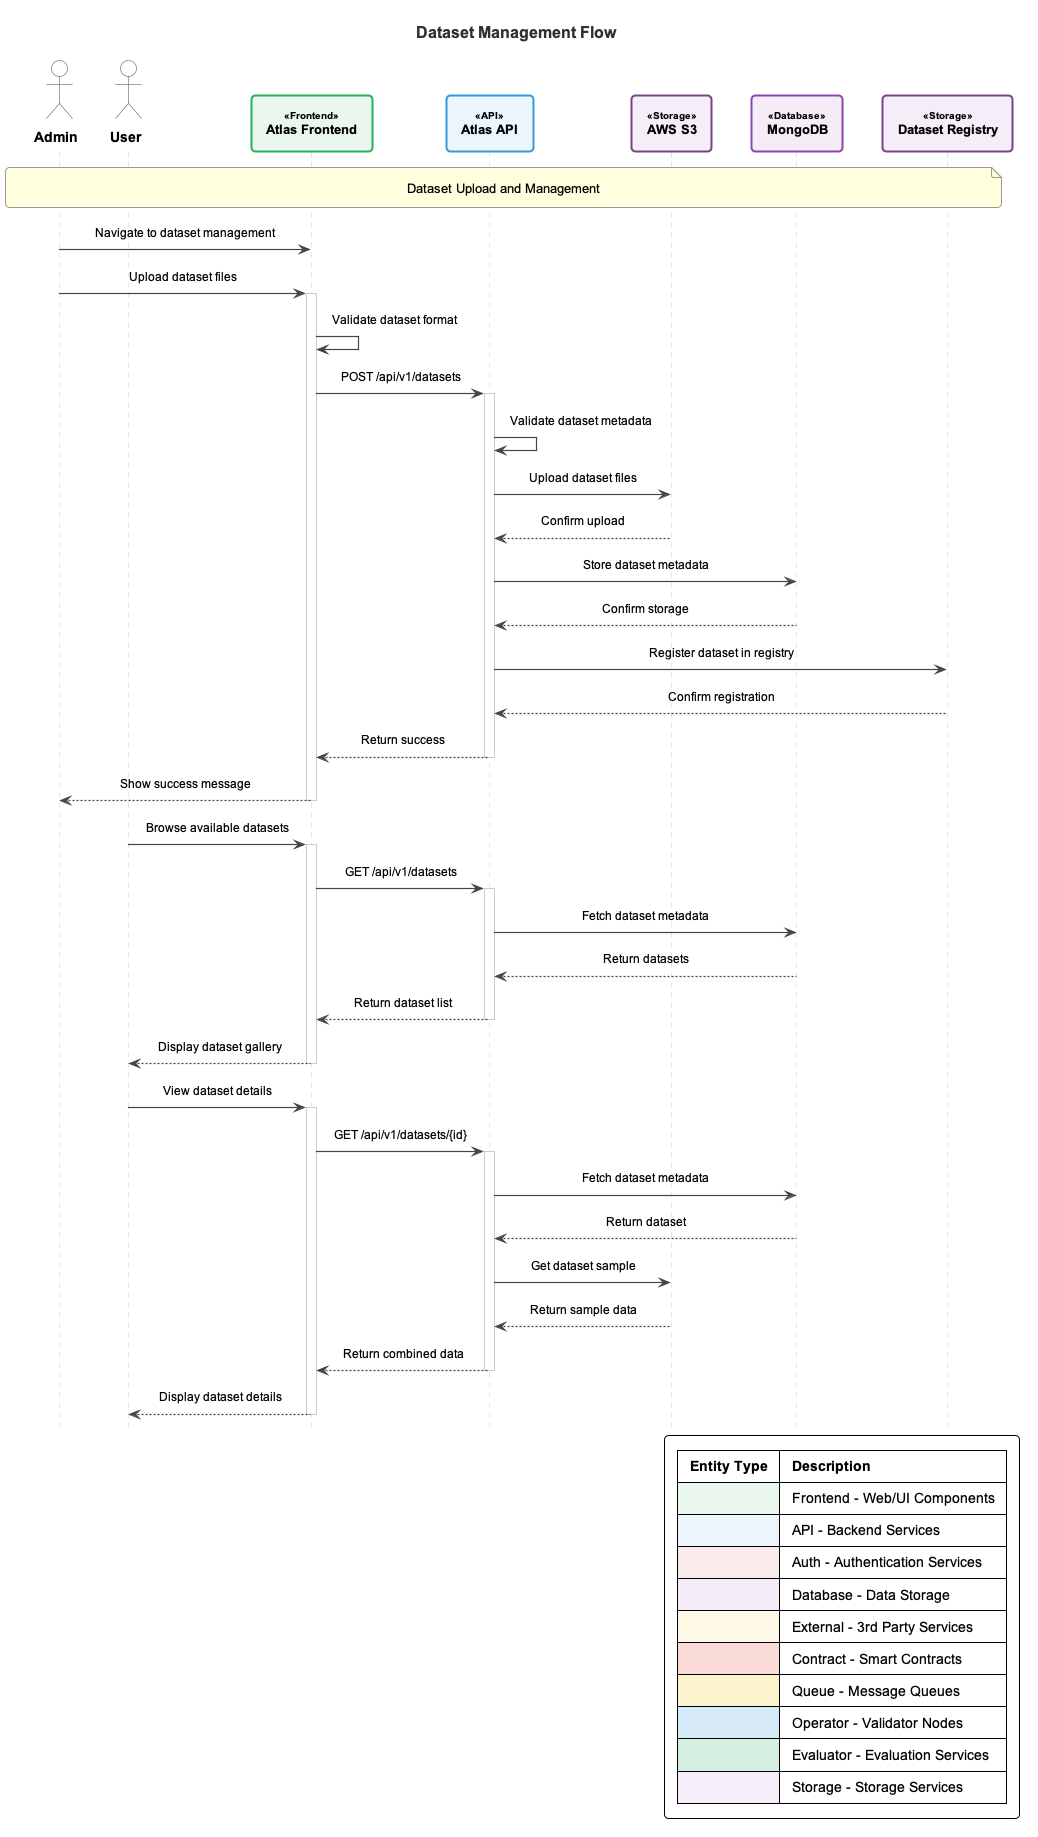 Dataset Management Flow
Admin
User
«Frontend»
Atlas Frontend
«API»
Atlas API
«Storage»
AWS S3
«Database»
MongoDB
«Storage»
Dataset Registry
Dataset Upload and Management
Navigate to dataset management
Upload dataset files
Validate dataset format
POST /api/v1/datasets
Validate dataset metadata
Upload dataset files
Confirm upload
Store dataset metadata
Confirm storage
Register dataset in registry
Confirm registration
Return success
Show success message
Browse available datasets
GET /api/v1/datasets
Fetch dataset metadata
Return datasets
Return dataset list
Display dataset gallery
View dataset details
GET /api/v1/datasets/{id}
Fetch dataset metadata
Return dataset
Get dataset sample
Return sample data
Return combined data
Display dataset details
Entity Type Description
Frontend - Web/UI Components
API - Backend Services
Auth - Authentication Services
Database - Data Storage
External - 3rd Party Services
Contract - Smart Contracts
Queue - Message Queues
Operator - Validator Nodes
Evaluator - Evaluation Services
Storage - Storage Services